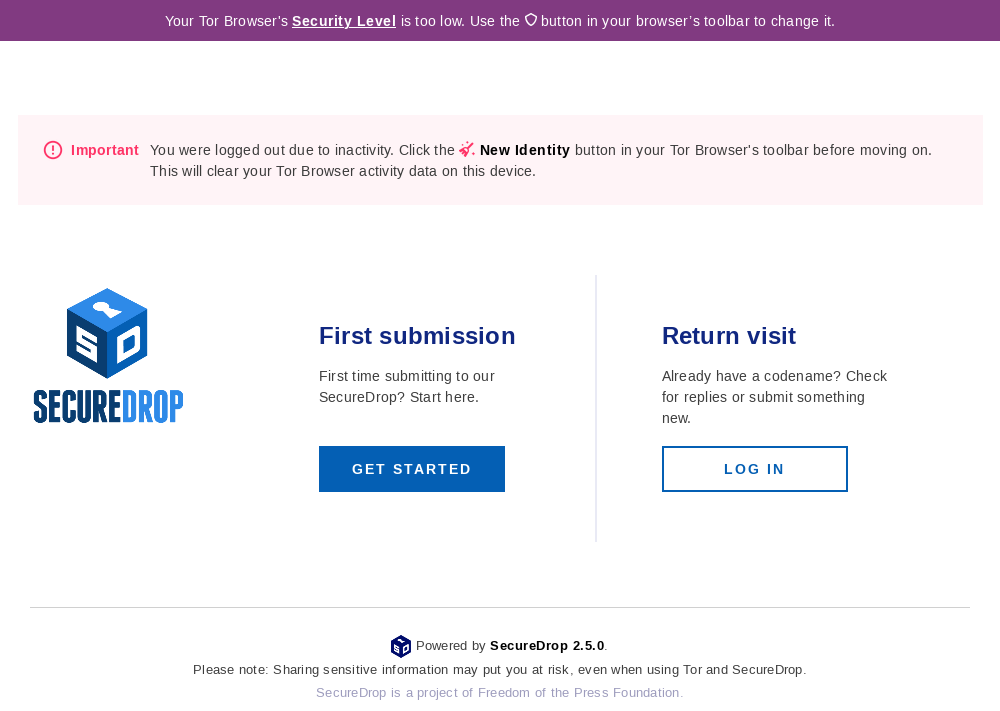 Your Tor Browser's Security Level is too low. Use the button in your browser's toolbar to change it.
Important You were logged out due to inactivity. Click the New Identity button in your Tor Browser's toolbar before moving on.
This will clear your Tor Browser activity data on this device.
SECUREDROP
First submission
First time submitting to our
SecureDrop? Start here.
GET STARTED
Return visit
Already have a codename? Check
for replies or submit something
new.
LOG IN
Powered by SecureDrop 2.5.0.
Please note: Sharing sensitive information may put you at risk, even when using Tor and SecureDrop.
SecureDrop is a project of Freedom of the Press Foundation.